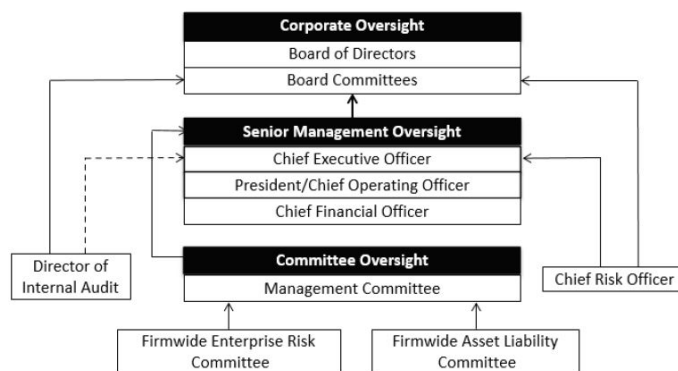 Corporate Oversight
Board of Directors
Board Committees
Senior Management Oversight
Chief Executive Officer
President/Chief Operating Officer
Chief Financial Officer
Director of
Internal Audit
Committee Oversight
Management Committee
Chief Risk Officer
Firmwide Enterprise Risk
Committee
Firmwide Asset Liability
Committee